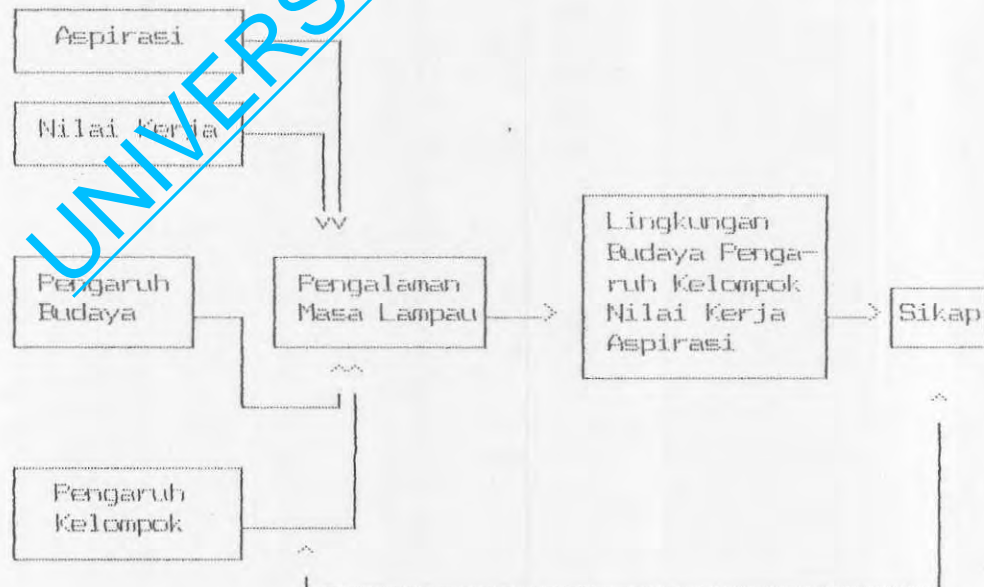 Aspirasi
Nilai Kerja
Pengaruh
Budaya
Pengalaman
Masa Lampau
Lingkungan
Budaya Penga-
ruh Kelompok
Nilai Kerja
Aspirasi
Sikap
Pengaruh
Kelompok
UNIVERS